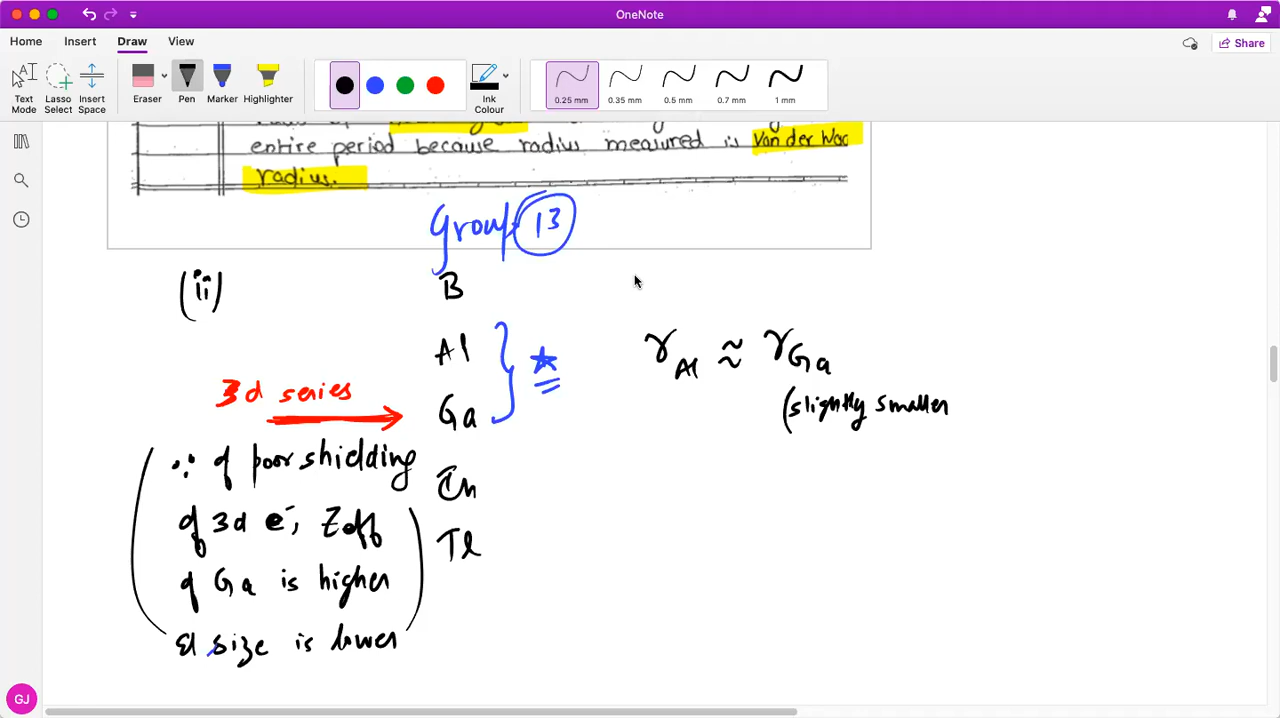 OneNote
Home Insert Draw View
Share
Text Mode
Lasso Select
Insert Space
Eraser
Pen
Marker
Highlighter
Ink Colour
0.25 mm
0.35 mm
0.5 mm
0.7 mm
1 mm
entire period because radius measured is Van der Waa
radius.
Group 13
(ii)
B
Al
Ga
In
Tl
3d series
∵ of poor shielding
of 3d e⁻, Zeff
of Ga is higher
& size is lower
r Al ≈ r Ga
(slightly smaller
GJ